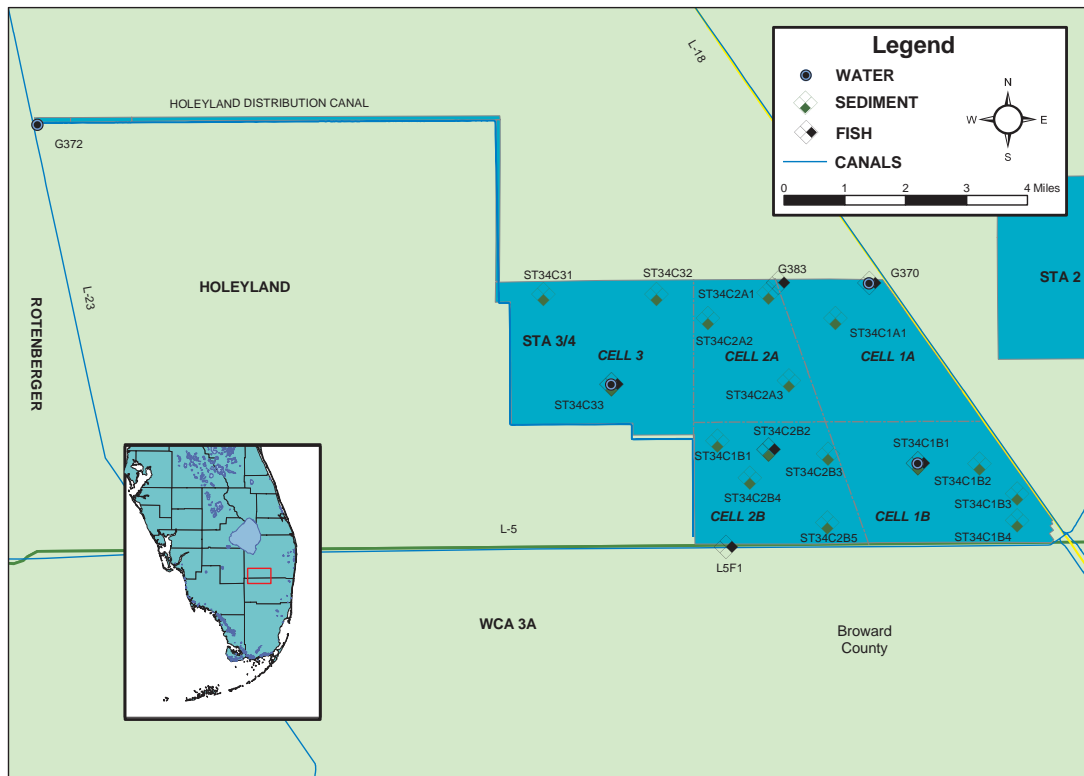 Legend
WATER
SEDIMENT
FISH
CANALS
N
W
E
S
0 1 2 3 4 Miles
L-18
HOLEYLAND DISTRIBUTION CANAL
G372
L-23
ROTENBERGER
HOLEYLAND
STA 2
ST34C31
ST34C32
G383
G370
ST34C2A1
ST34C2A2
ST34C1A1
STA 3/4
CELL 3
CELL 2A
CELL 1A
ST34C33
ST34C2A3
ST34C2B2
ST34C1B1
ST34C1B1
ST34C2B3
ST34C1B2
ST34C2B4
ST34C1B3
CELL 2B
CELL 1B
ST34C2B5
ST34C1B4
L-5
L5F1
WCA 3A
Broward
County